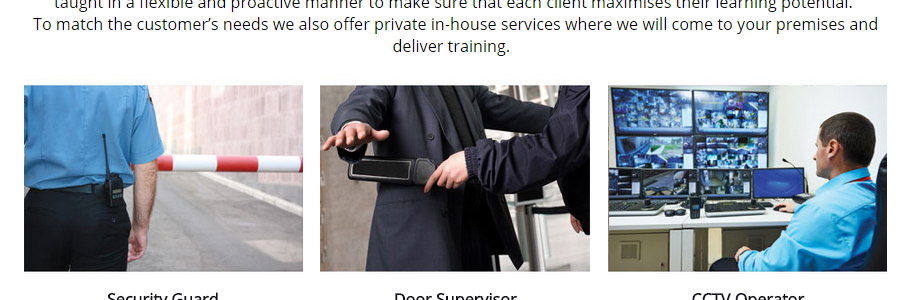 taught in a flexible and proactive manner to make sure that each client maximises their learning potential.
To match the customer's needs we also offer private in-house services where we will come to your premises and
deliver training.
Security Guard
Door Supervisor
CCTV Operator